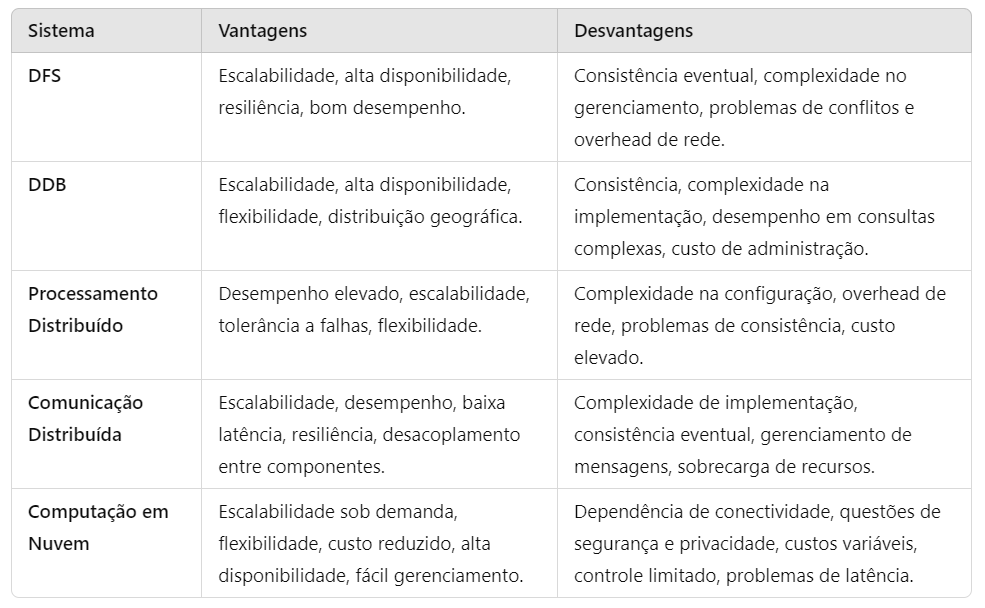 Sistema Vantagens Desvantagens
DFS Escalabilidade, alta disponibilidade, Consistência eventual, complexidade no
resiliência, bom desempenho. gerenciamento, problemas de conflitos e
overhead de rede.
DDB Escalabilidade, alta disponibilidade, Consistência, complexidade na
flexibilidade, distribuição geográfica. implementação, desempenho em consultas
complexas, custo de administração.
Processamento Desempenho elevado, escalabilidade, Complexidade na configuração, overhead de
Distribuído tolerância a falhas, flexibilidade. rede, problemas de consistência, custo
elevado.
Comunicação Escalabilidade, desempenho, baixa Complexidade de implementação,
Distribuída latência, resiliência, desacoplamento consistência eventual, gerenciamento de
entre componentes. mensagens, sobrecarga de recursos.
Computação em Escalabilidade sob demanda, Dependência de conectividade, questões de
Nuvem flexibilidade, custo reduzido, alta segurança e privacidade, custos variáveis,
disponibilidade, fácil gerenciamento. controle limitado, problemas de latência.